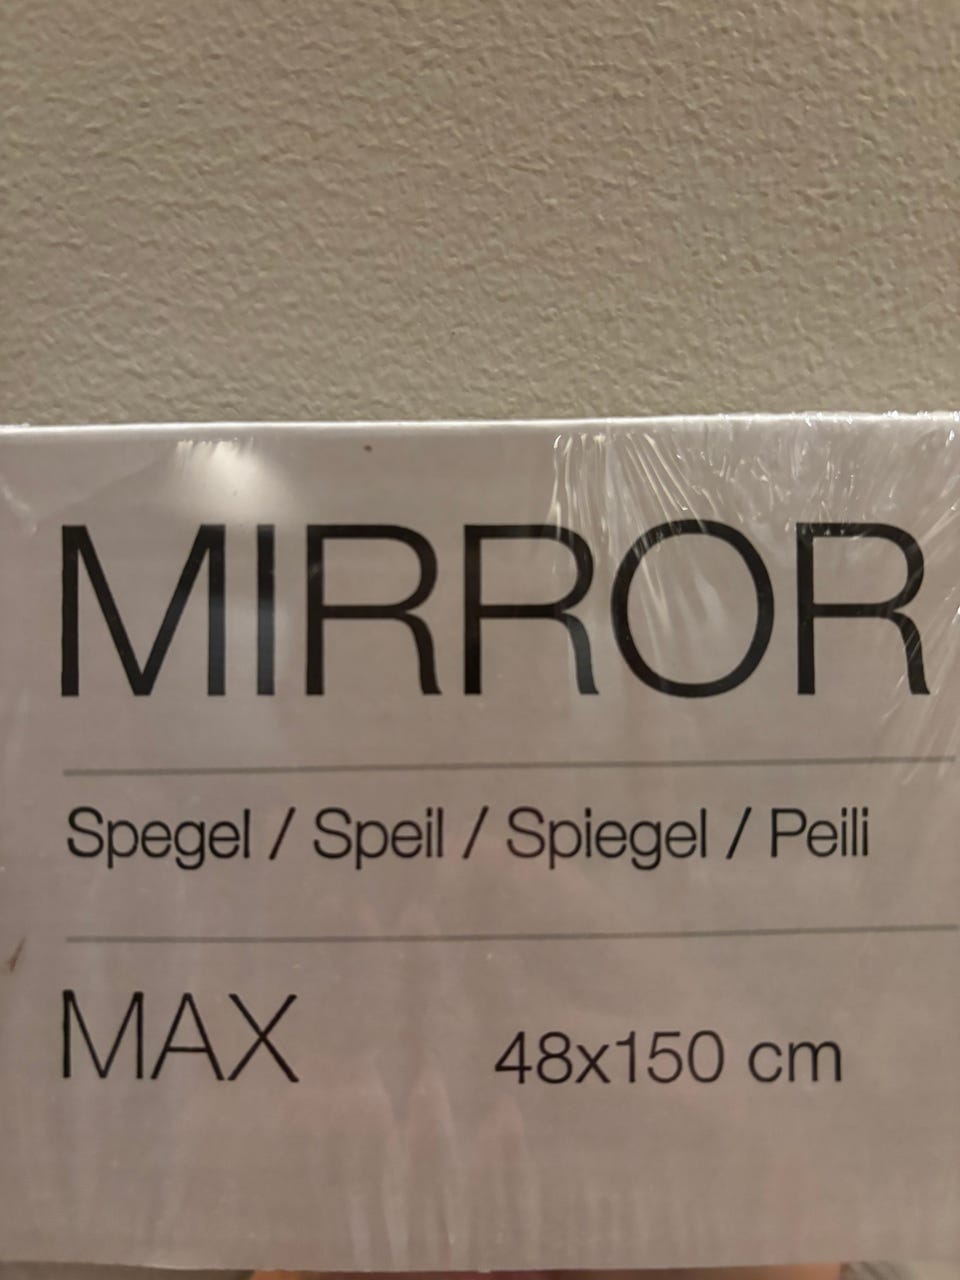 MIRROR
Spegel / Speil / Spiegel / Peili
MAX 48x150 cm